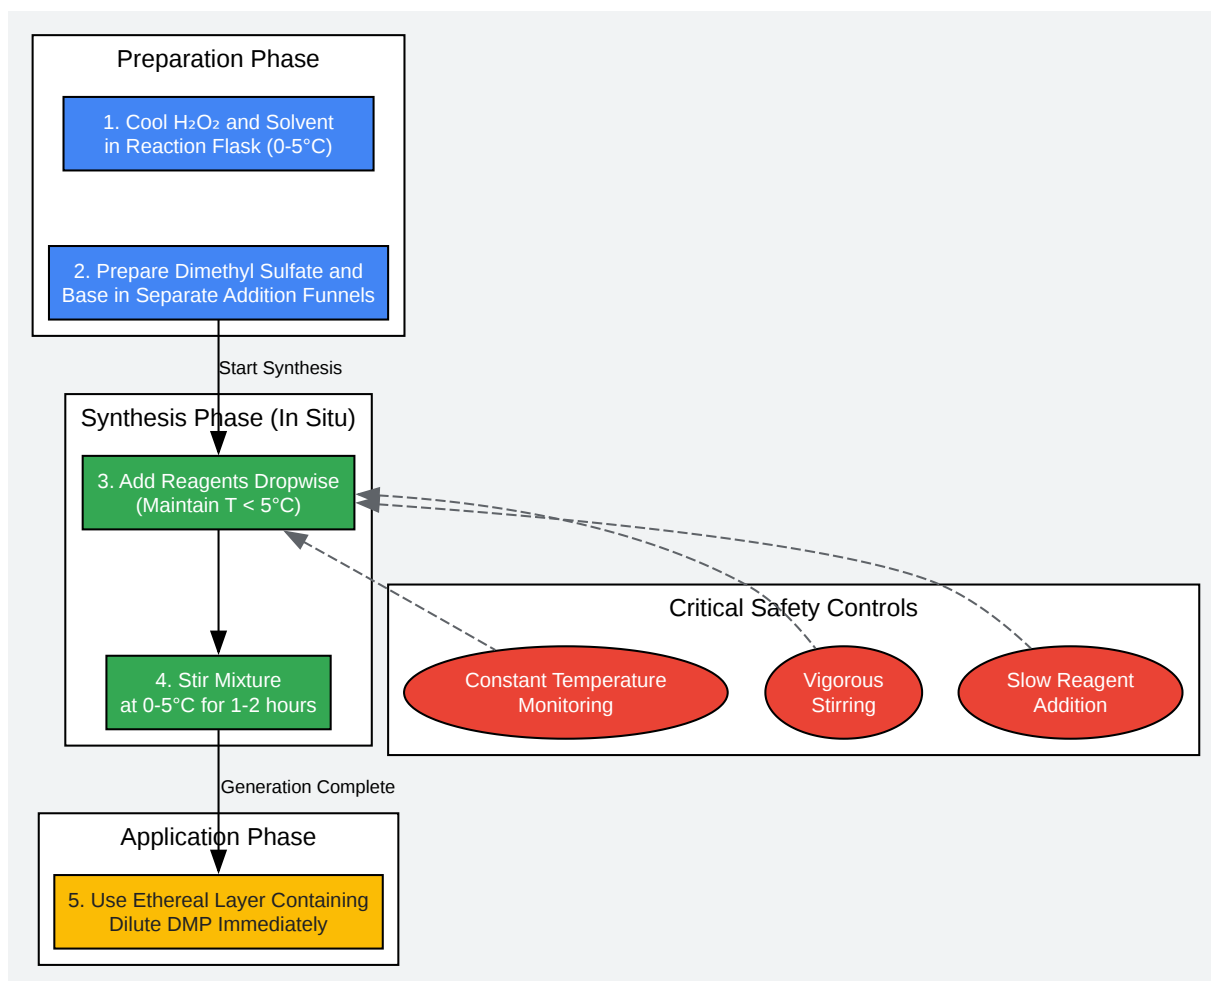 Preparation Phase
1. Cool H₂O₂ and Solvent
in Reaction Flask (0-5°C)
2. Prepare Dimethyl Sulfate and
Base in Separate Addition Funnels
Start Synthesis
Synthesis Phase (In Situ)
3. Add Reagents Dropwise
(Maintain T < 5°C)
4. Stir Mixture
at 0-5°C for 1-2 hours
Critical Safety Controls
Constant Temperature
Monitoring
Vigorous
Stirring
Slow Reagent
Addition
Generation Complete
Application Phase
5. Use Ethereal Layer Containing
Dilute DMP Immediately